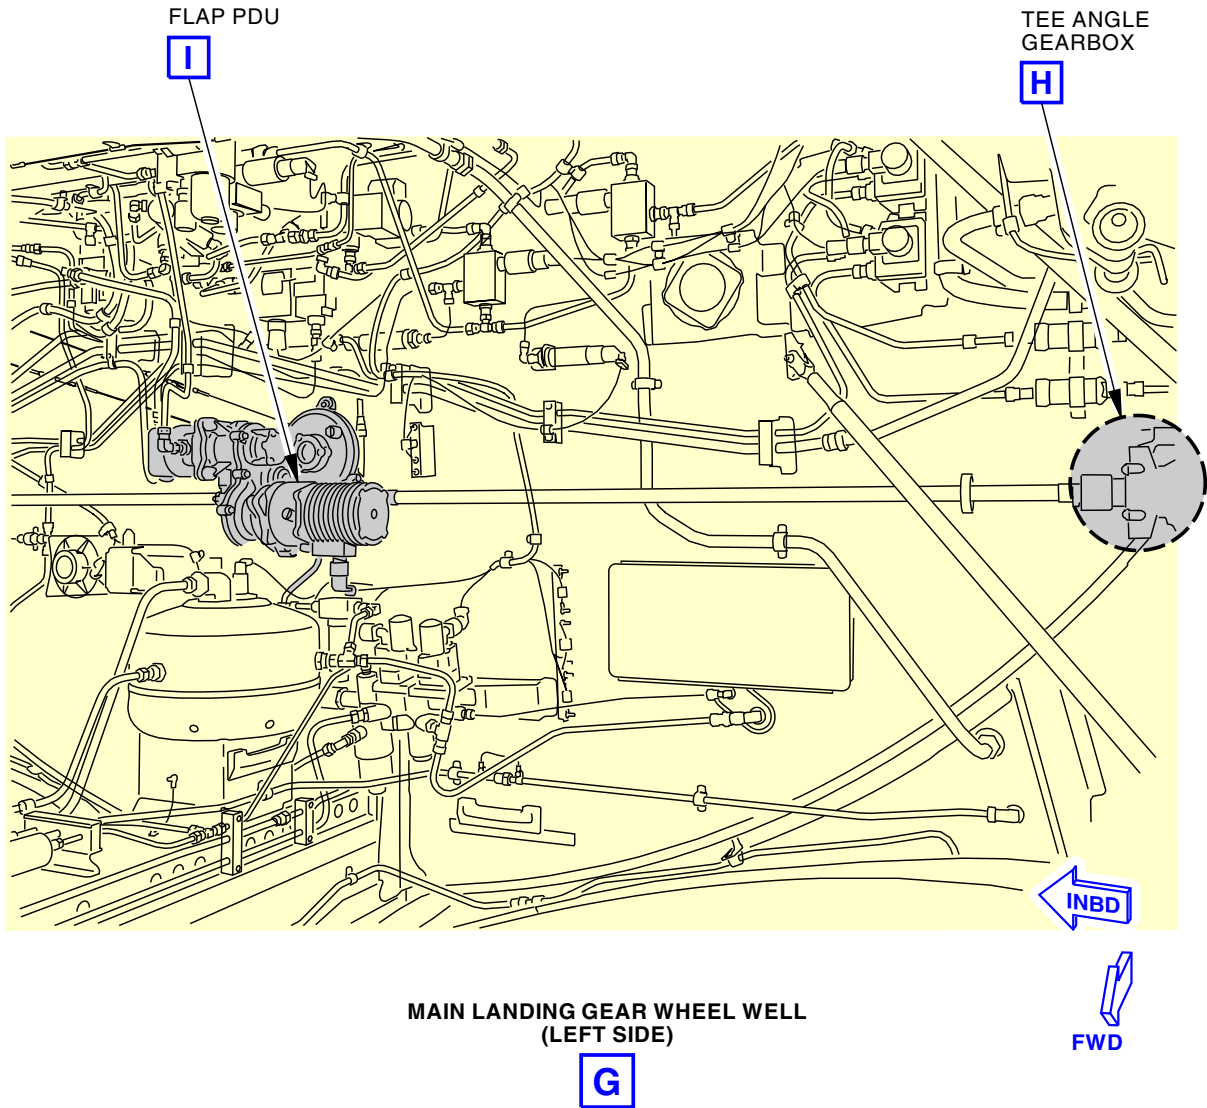 FLAP PDU
I
TEE ANGLE
GEARBOX
H
INBD
FWD
MAIN LANDING GEAR WHEEL WELL
(LEFT SIDE)
G